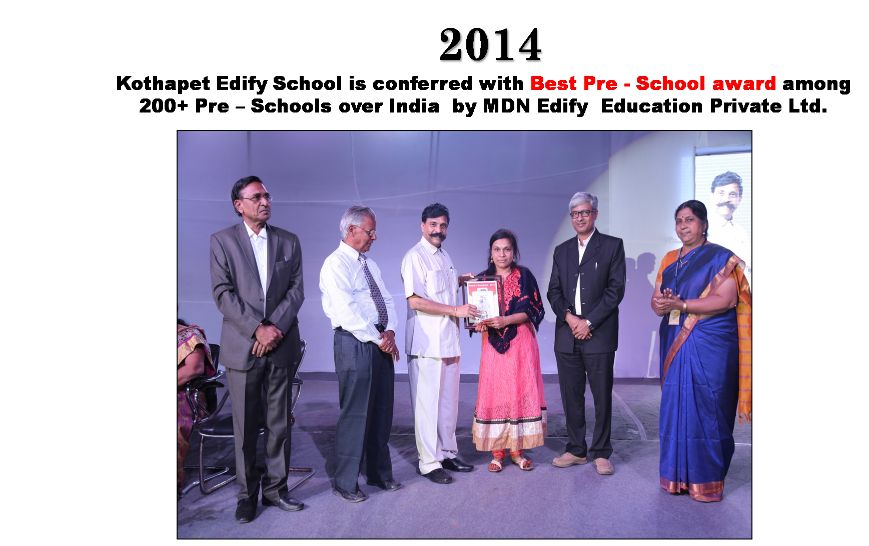 2014
Kothapet Edify School is conferred with Best Pre - School award among
200+ Pre – Schools over India by MDN Edify Education Private Ltd.